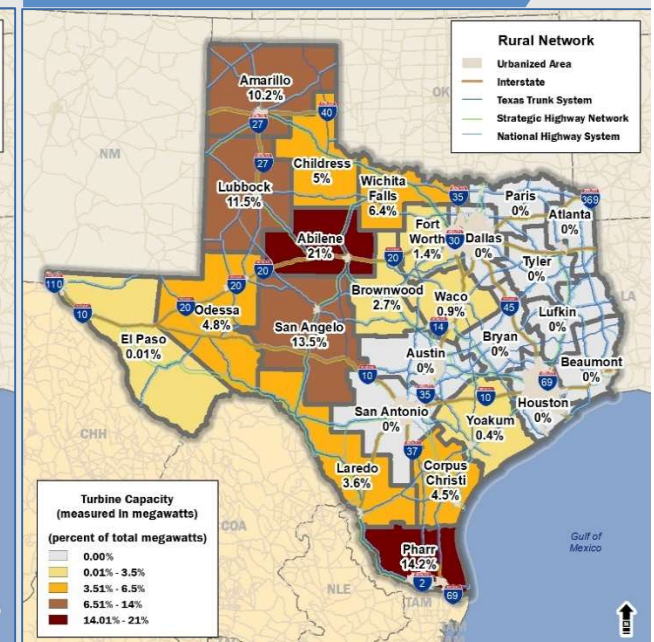 Rural Network
Urbanized Area
Interstate
Texas Trunk System
Strategic Highway Network
National Highway System
OK
NM
Amarillo
10.2%
40
27
27
Childress
5%
Lubbock
11.5%
Wichita
Falls
6.4%
35
Paris
0%
369
Atlanta
0%
Fort
Worth
1.4%
30
Dallas
0%
Abilene
21%
20
20
Tyler
0%
LA
110
10
20
20
Odessa
4.8%
Brownwood
2.7%
Waco
0.9%
45
Lufkin
0%
San Angelo
13.5%
14
Bryan
0%
El Paso
0.01%
Austin
0%
Beaumont
0%
10
35
69
Houston
0%
San Antonio
0%
10
Yoakum
0.4%
CHH
37
Laredo
3.6%
Corpus
Christi
4.5%
COA
Turbine Capacity
(measured in megawatts)
(percent of total megawatts)
0.00%
0.01% - 3.5%
3.51% - 6.5%
6.51% - 14%
14.01% - 21%
Gulf of
Mexico
Pharr
14.2%
2
69
NLE
TAM